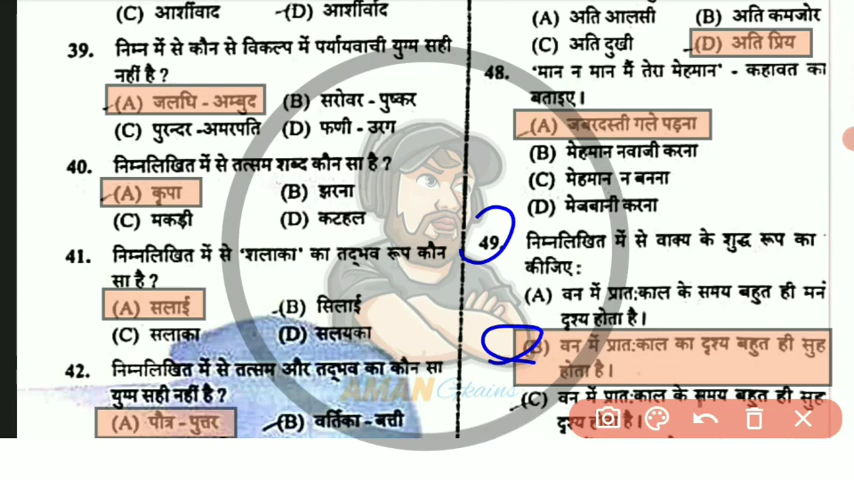 (C) आर्शीवाद (D) आर्शीर्वाद
39. निम्न में से कौन से विकल्प में पर्यायवाची युग्म सही
नहीं है ?
(A) जलधि - अम्बुद (B) सरोवर - पुष्कर
(C) पुरन्दर -अमरपति (D) फणी - उरग
40. निम्नलिखित में से तत्सम शब्द कौन सा है ?
(A) कृपा (B) झरना
(C) मकड़ी (D) कटहल
41. निम्नलिखित में से 'शलाका' का तद्भव रूप कौन
सा है ?
(A) सलाई (B) सिलाई
(C) सलाका (D) सलयका
42. निम्नलिखित में से तत्सम और तद्भव का कौन सा
युग्म सही नहीं है ?
(A) पौत्र - पुत्तर (B) वर्तिका - बत्ती
(A) अति आलसी (B) अति कमजोर
(C) अति दुखी (D) अति प्रिय
48. 'मान न मान मैं तेरा मेहमान' - कहावत का
बताइए।
(A) जबरदस्ती गले पड़ना
(B) मेहमान नवाजी करना
(C) मेहमान न बनना
(D) मेजबानी करना
49. निम्नलिखित में से वाक्य के शुद्ध रूप का
कीजिए :
(A) वन में प्रात:काल के समय बहुत ही
दृश्य होता है।
(B) वन में प्रात:काल का दृश्य बहुत ही
होता है।
(C) वन में प्रात:काल के समय बहुत ही
दृश्य होता है।
AMAN Gkains